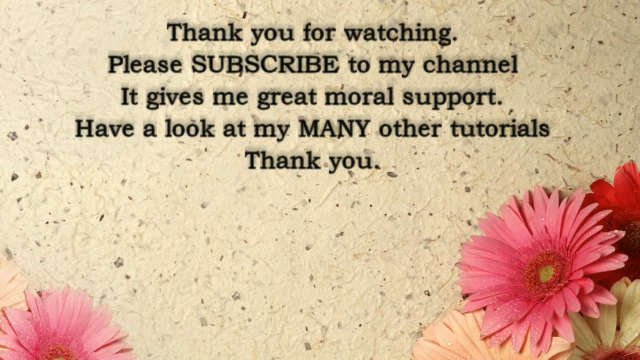 Thank you for watching.
Please SUBSCRIBE to my channel
It gives me great moral support.
Have a look at my MANY other tutorials
Thank you.